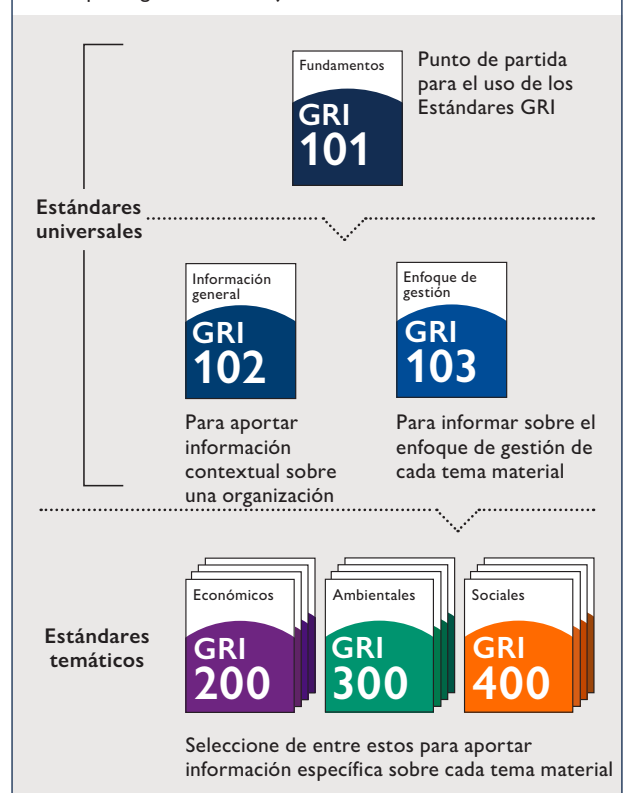 Fundamentos
GRI
101
Punto de partida
para el uso de los
Estándares GRI
Estándares
universales
Información
general
GRI
102
Enfoque de
gestión
GRI
103
Para aportar
información
contextual sobre
una organización
Para informar sobre el
enfoque de gestión de
cada tema material
Estándares
temáticos
Económicos
GRI
200
Ambientales
GRI
300
Sociales
GRI
400
Seleccione de entre estos para aportar
información específica sobre cada tema material